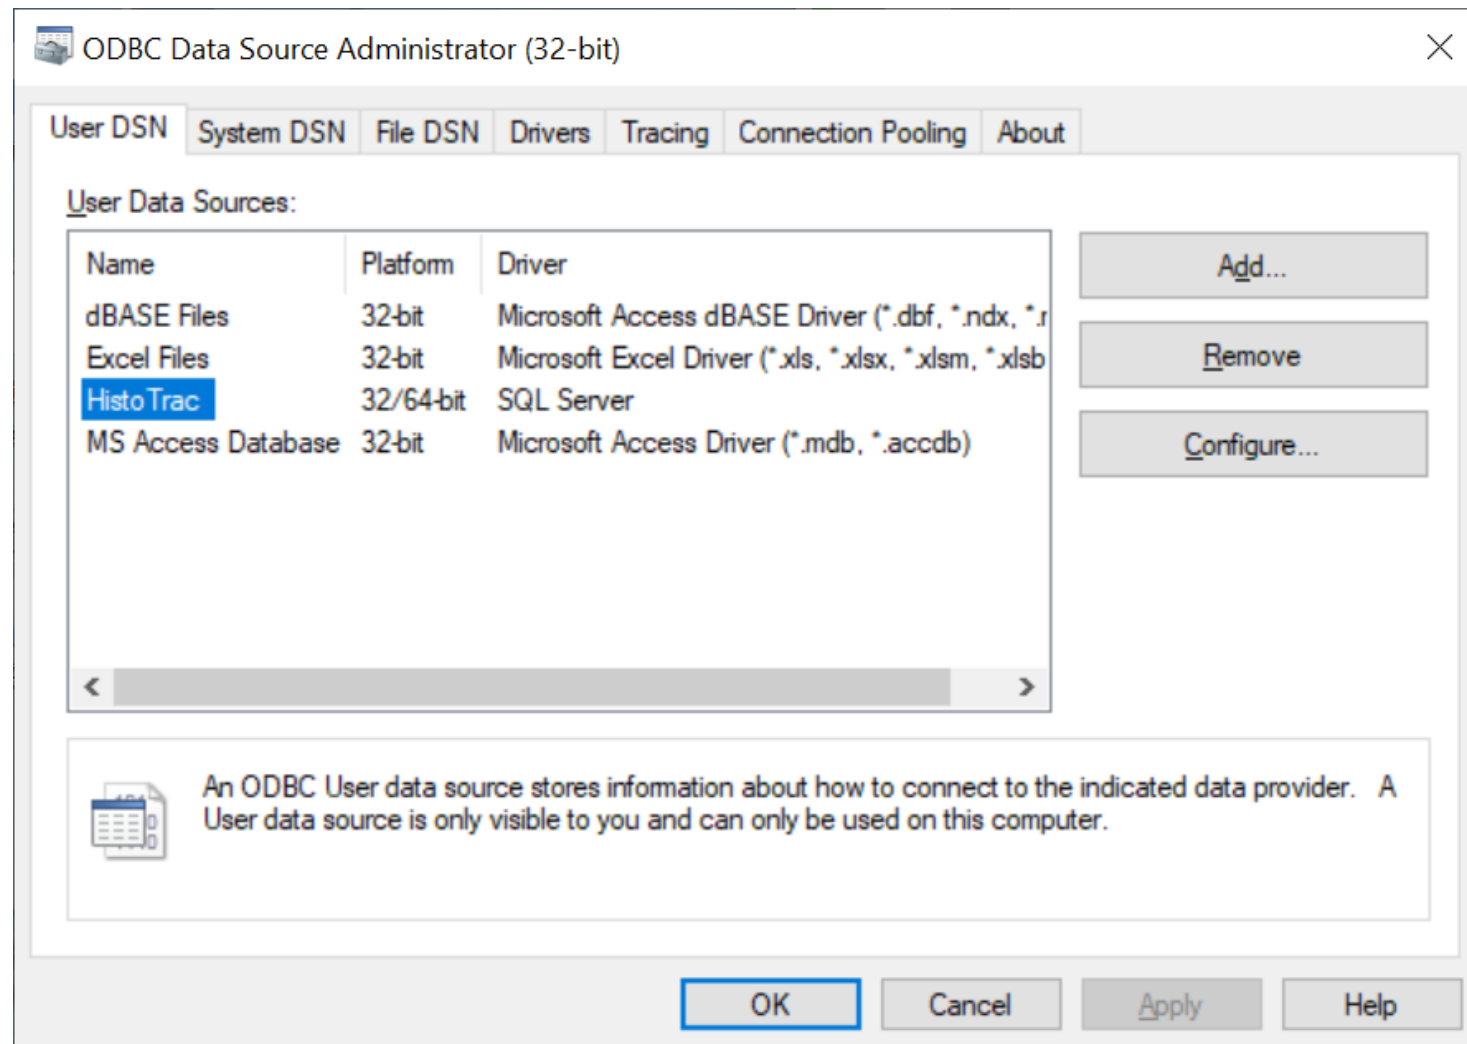 ODBC Data Source Administrator (32-bit)
User DSN System DSN File DSN Drivers Tracing Connection Pooling About
User Data Sources:
Name Platform Driver
dBASE Files 32-bit Microsoft Access dBASE Driver (*.dbf, *.ndx, *.r
Excel Files 32-bit Microsoft Excel Driver (*.xls, *.xlsx, *.xlsm, *.xlsb
HistoTrac 32/64-bit SQL Server
MS Access Database 32-bit Microsoft Access Driver (*.mdb, *.accdb)
Add...
Remove
Configure...
An ODBC User data source stores information about how to connect to the indicated data provider. A
User data source is only visible to you and can only be used on this computer.
OK Cancel Apply Help